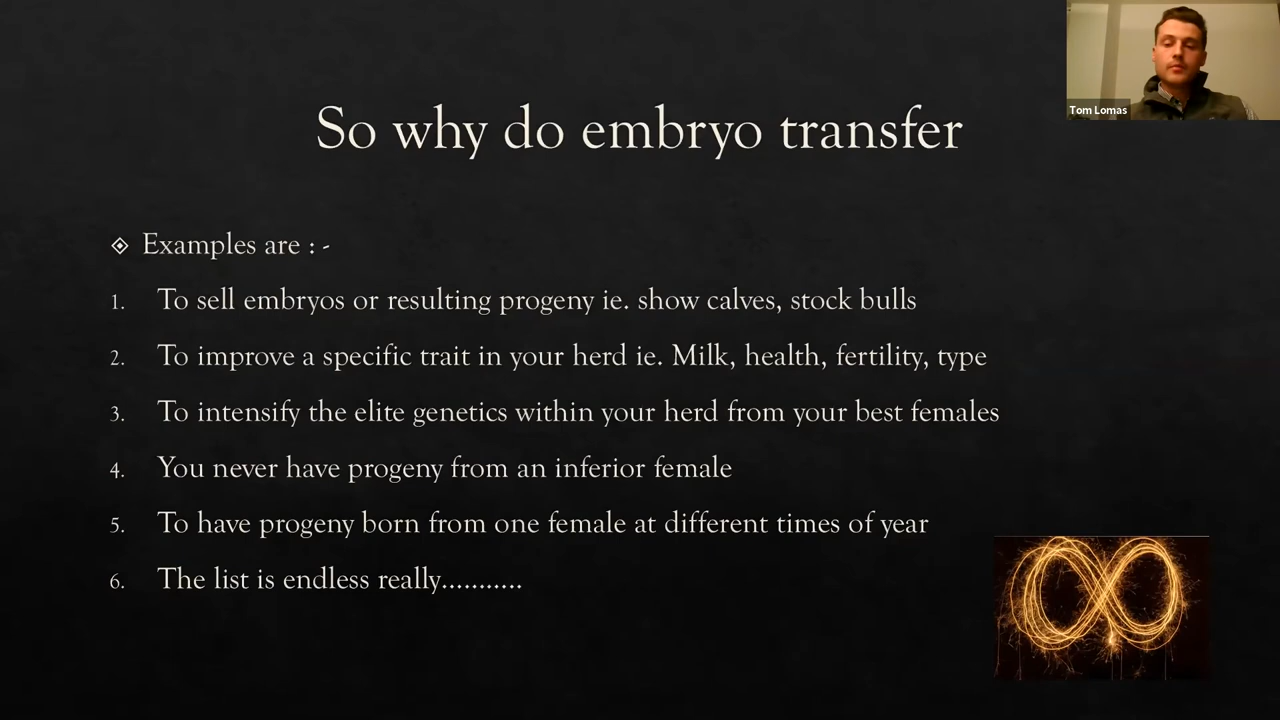 Tom Lomas
So why do embryo transfer
Examples are : -
1. To sell embryos or resulting progeny ie. show calves, stock bulls
2. To improve a specific trait in your herd ie. Milk, health, fertility, type
3. To intensify the elite genetics within your herd from your best females
4. You never have progeny from an inferior female
5. To have progeny born from one female at different times of year
6. The list is endless really...........